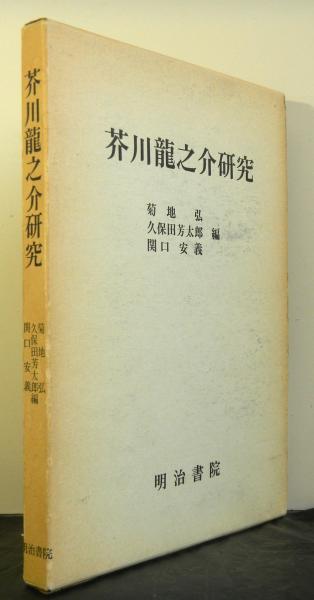 芥川龍之介研究
菊地弘
久保田芳太郎 編
関口安義
明治書院
芥川龍之介研究
菊地弘
久保田芳太郎編
関口安義
明治書院